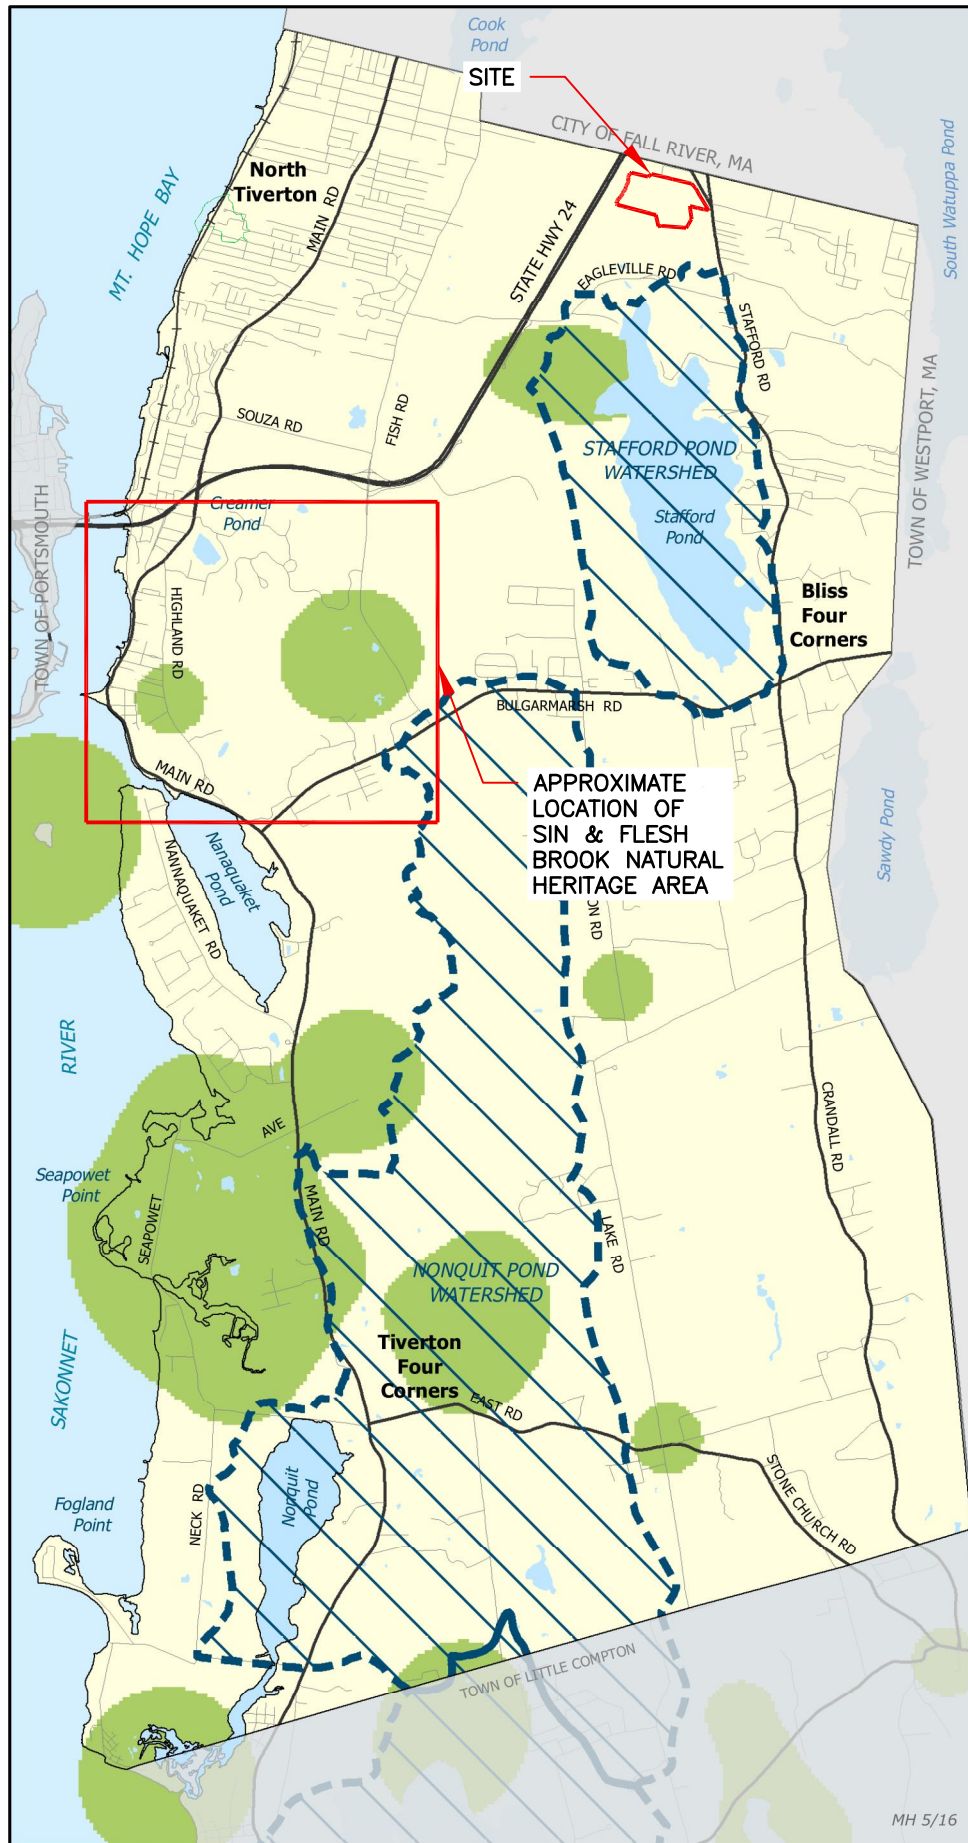 Cook
Pond
SITE
CITY OF FALL RIVER, MA
South Watuppa Pond
North
Tiverton
MAIN RD
MT. HOPE BAY
STATE HWY 24
EAGLEVILLE RD
STAFFORD RD
TOWN OF WESTPORT, MA
SOUZA RD
FISH RD
STAFFORD POND
WATERSHED
Stafford
Pond
Creamer
Pond
TOWN OF PORTSMOUTH
HIGHLAND RD
Bliss
Four
Corners
BULGARMARSH RD
MAIN RD
APPROXIMATE
LOCATION OF
SIN & FLESH
BROOK NATURAL
HERITAGE AREA
Sawdy Pond
Nanaquaket
Pond
NANNAQUAKET RD
ON RD
RIVER
AVE
CRANDALL RD
Seapowet
Point
SEAPOWET
MAIN RD
LAKE RD
NONQUIT POND
WATERSHED
SAKONNET
Tiverton
Four
Corners
EAST RD
STONE CHURCH RD
Nonquit
Pond
NECK RD
Fogland
Point
TOWN OF LITTLE COMPTON
MH 5/16